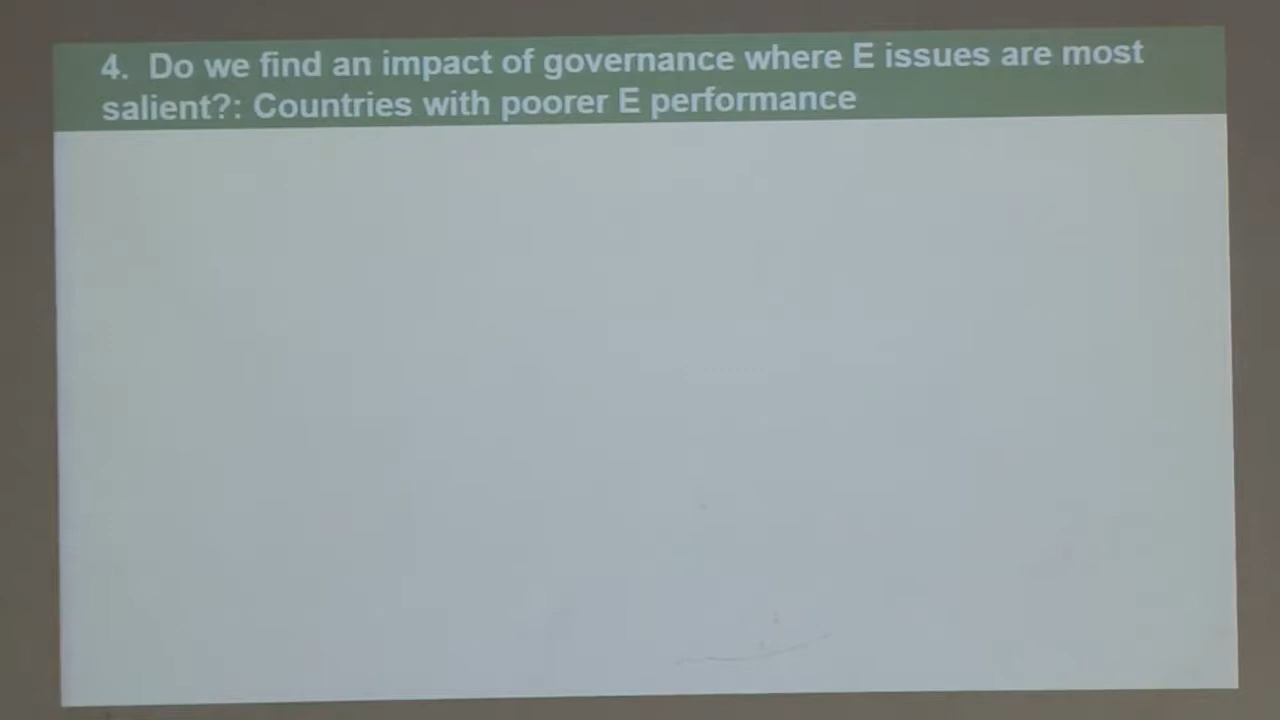 4. Do we find an impact of governance where E issues are most
salient?: Countries with poorer E performance